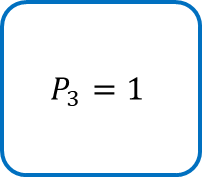 P₃ = 1